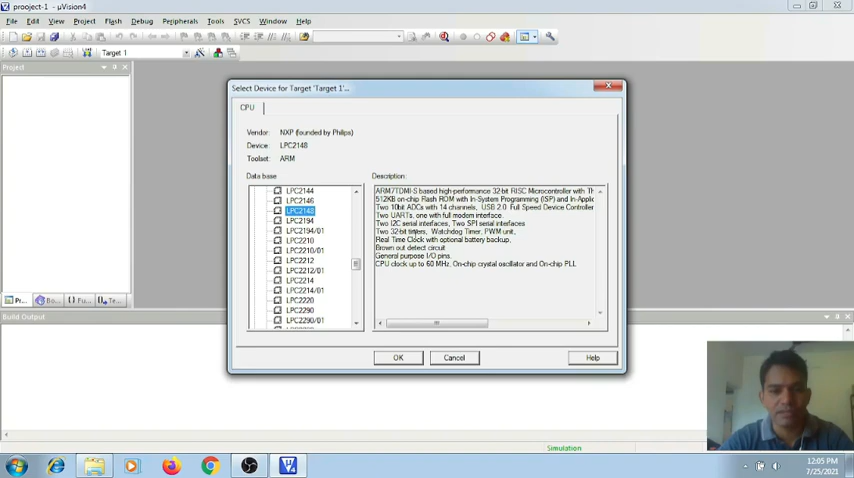 prooject-1 - µVision4
File Edit View Project Flash Debug Peripherals Tools SVCS Window Help
Target 1
Project
Select Device for Target 'Target 1'...
CPU
Vendor: NXP (founded by Philips)
Device: LPC2148
Toolset: ARM
Data base
Description:
LPC2144
LPC2146
LPC2148
LPC2194
LPC2194/01
LPC2210
LPC2210/01
LPC2212
LPC2212/01
LPC2214
LPC2214/01
LPC2220
LPC2290
LPC2290/01
ARM7TDMI-S based high-performance 32-bit RISC Microcontroller with Th
512KB on-chip Flash ROM with In-System Programming (ISP) and In-Applic
Two 10bit ADCs with 14 channels, USB 2.0 Full Speed Device Controller
Two UARTs, one with full modem interface.
Two I2C serial interfaces, Two SPI serial interfaces
Two 32-bit timers, Watchdog Timer, PWM unit,
Real Time Clock with optional battery backup,
Brown out detect circuit
General purpose I/O pins.
CPU clock up to 60 MHz, On-chip crystal oscillator and On-chip PLL
OK Cancel Help
Pr... Bo... {} Fu... Te...
Build Output
Simulation
12:05 PM
7/25/2021